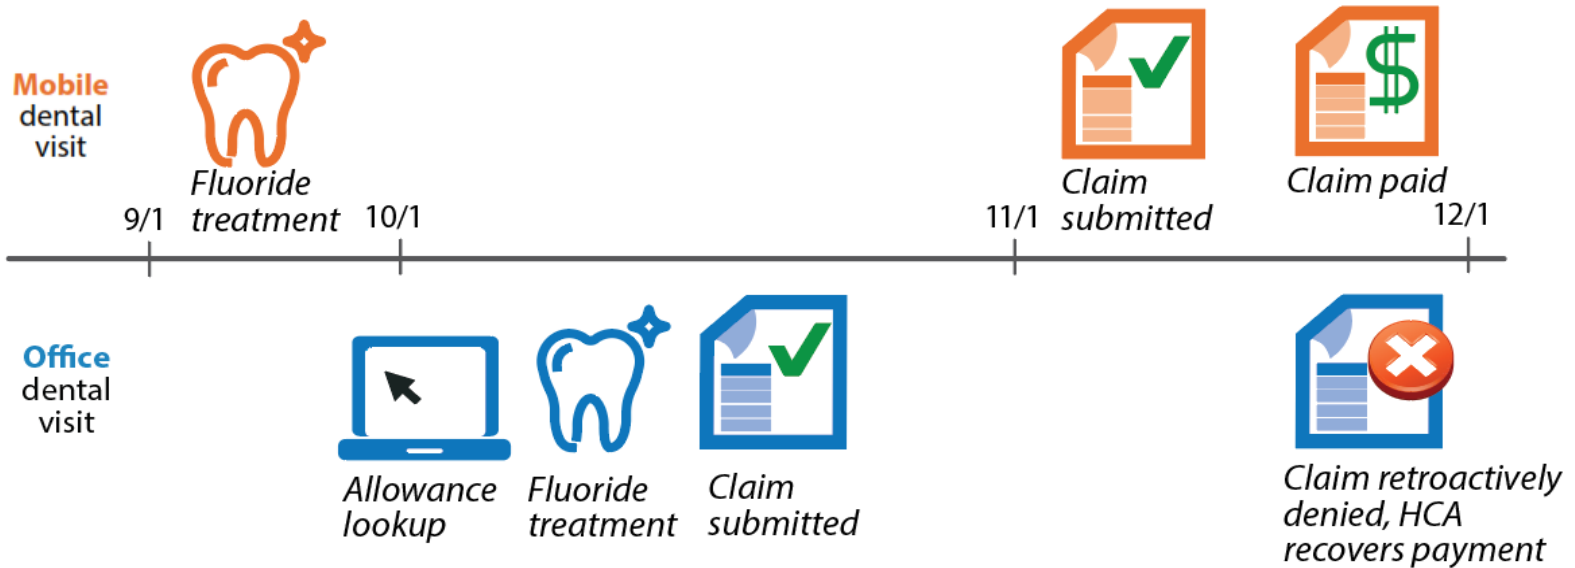 Mobile
dental
visit
Fluoride
treatment
Claim
submitted
Claim paid
9/1
10/1
11/1
12/1
Office
dental
visit
Allowance
lookup
Fluoride
treatment
Claim
submitted
Claim retroactively
denied, HCA
recovers payment